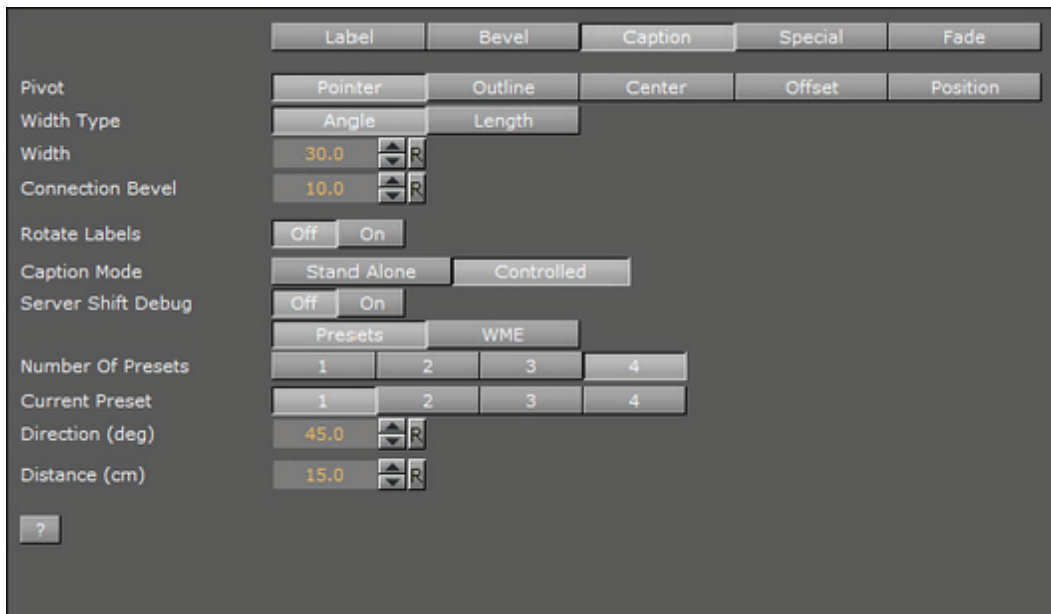 Label Bevel Caption Special Fade
Pivot Pointer Outline Center Offset Position
Width Type Angle Length
Width 30.0 R
Connection Bevel 10.0 R
Rotate Labels Off On
Caption Mode Stand Alone Controlled
Server Shift Debug Off On
Presets WME
Number Of Presets 1 2 3 4
Current Preset 1 2 3 4
Direction (deg) 45.0 R
Distance (cm) 15.0 R
?